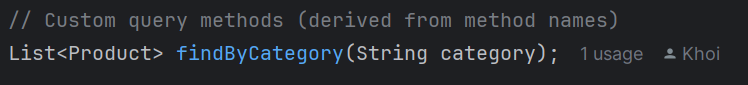 // Custom query methods (derived from method names)
List<Product> findByCategory(String category); 1 usage Khoi